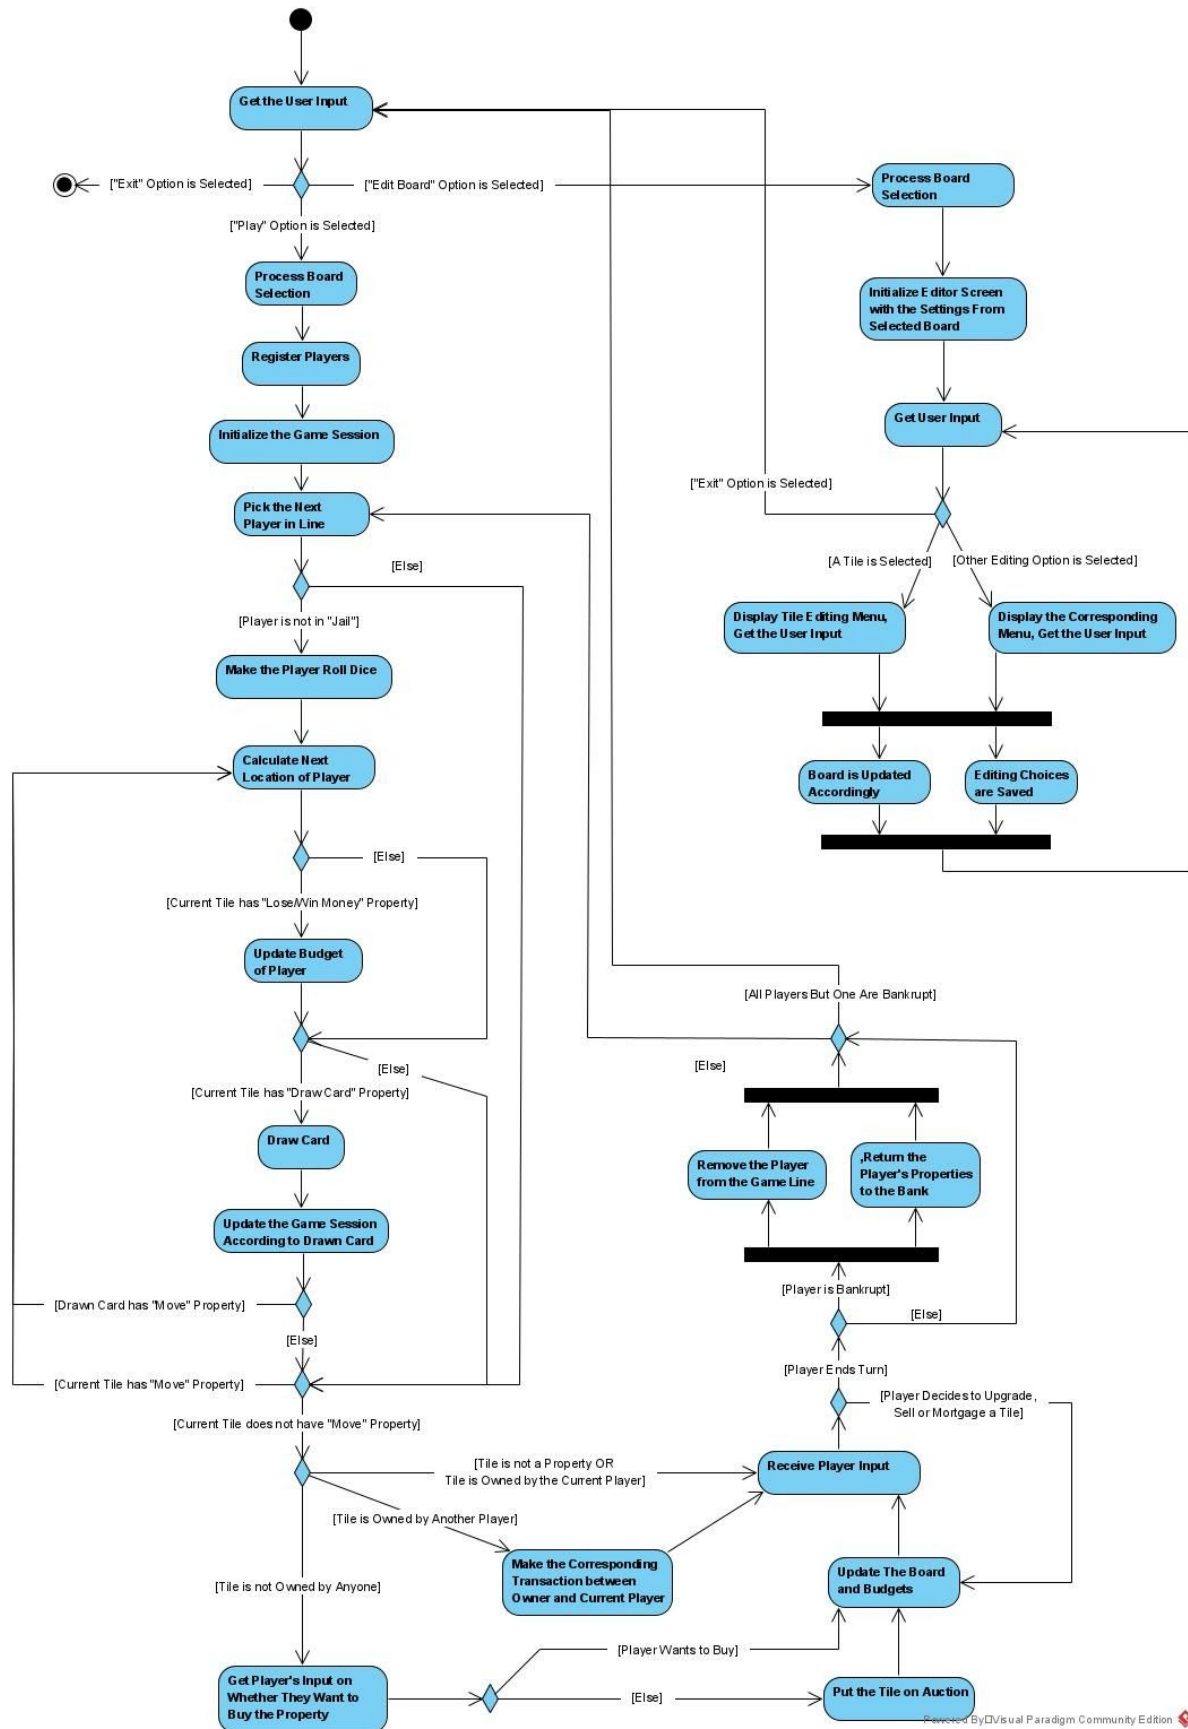 Get the User Input
["Exit" Option is Selected]
["Edit Board" Option is Selected]
Process Board
Selection
["Play" Option is Selected]
Process Board
Selection
Initialize Editor Screen
with the Settings From
Selected Board
Register Players
Get User Input
Initialize the Game Session
["Exit" Option is Selected]
Pick the Next
Player in Line
[Else]
[A Tile is Selected]
[Other Editing Option is Selected]
[Player is not in "Jail"]
Display Tile Editing Menu,
Get the User Input
Display the Corresponding
Menu, Get the User Input
Make the Player Roll Dice
Calculate Next
Location of Player
Board is Updated
Accordingly
Editing Choices
are Saved
[Else]
[Current Tile has "Lose/Win Money" Property]
Update Budget
of Player
[All Players But One Are Bankrupt]
[Else]
[Else]
[Current Tile has "Draw Card" Property]
Draw Card
Remove the Player
from the Game Line
,Return the
Player's Properties
to the Bank
Update the Game Session
According to Drawn Card
[Player is Bankrupt]
[Drawn Card has "Move" Property]
[Else]
[Else]
[Player Ends Turn]
[Current Tile has "Move" Property]
[Player Decides to Upgrade,
Sell or Mortgage a Tile]
[Current Tile does not have "Move" Property]
[Tile is not a Property OR
Tile is Owned by the Current Player]
Receive Player Input
[Tile is Owned by Another Player]
Make the Corresponding
Transaction between
Owner and Current Player
Update The Board
and Budgets
[Tile is not Owned by Anyone]
[Player Wants to Buy]
Get Player's Input on
Whether They Want to
Buy the Property
[Else]
Put the Tile on Auction
Powered By Visual Paradigm Community Edition